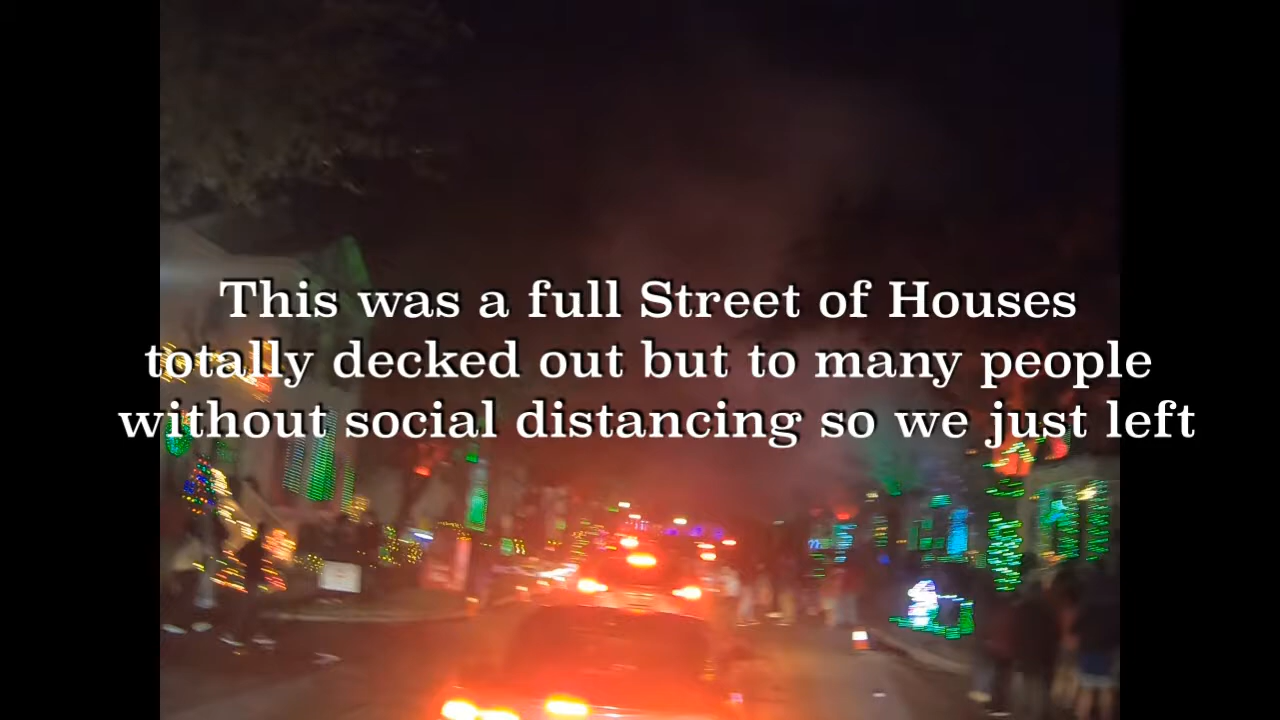 This was a full Street of Houses
totally decked out but to many people
without social distancing so we just left